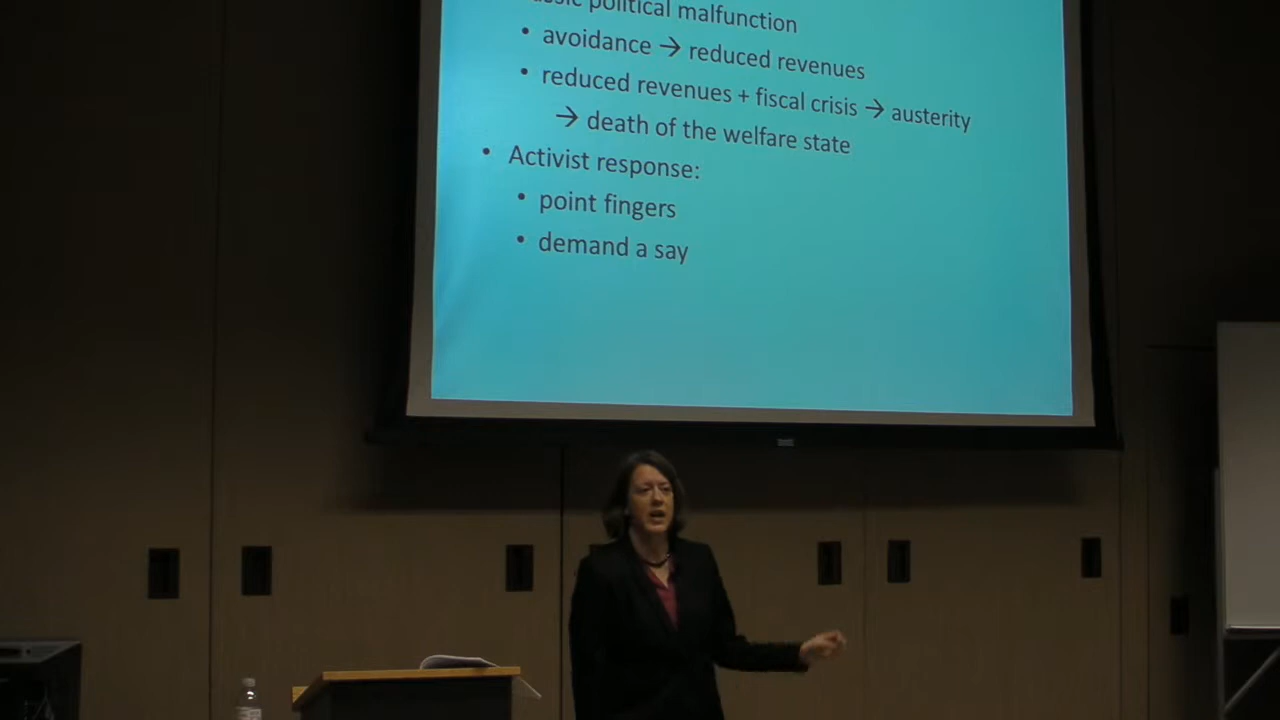 political malfunction
• avoidance → reduced revenues
• reduced revenues + fiscal crisis → austerity
→ death of the welfare state
• Activist response:
• point fingers
• demand a say